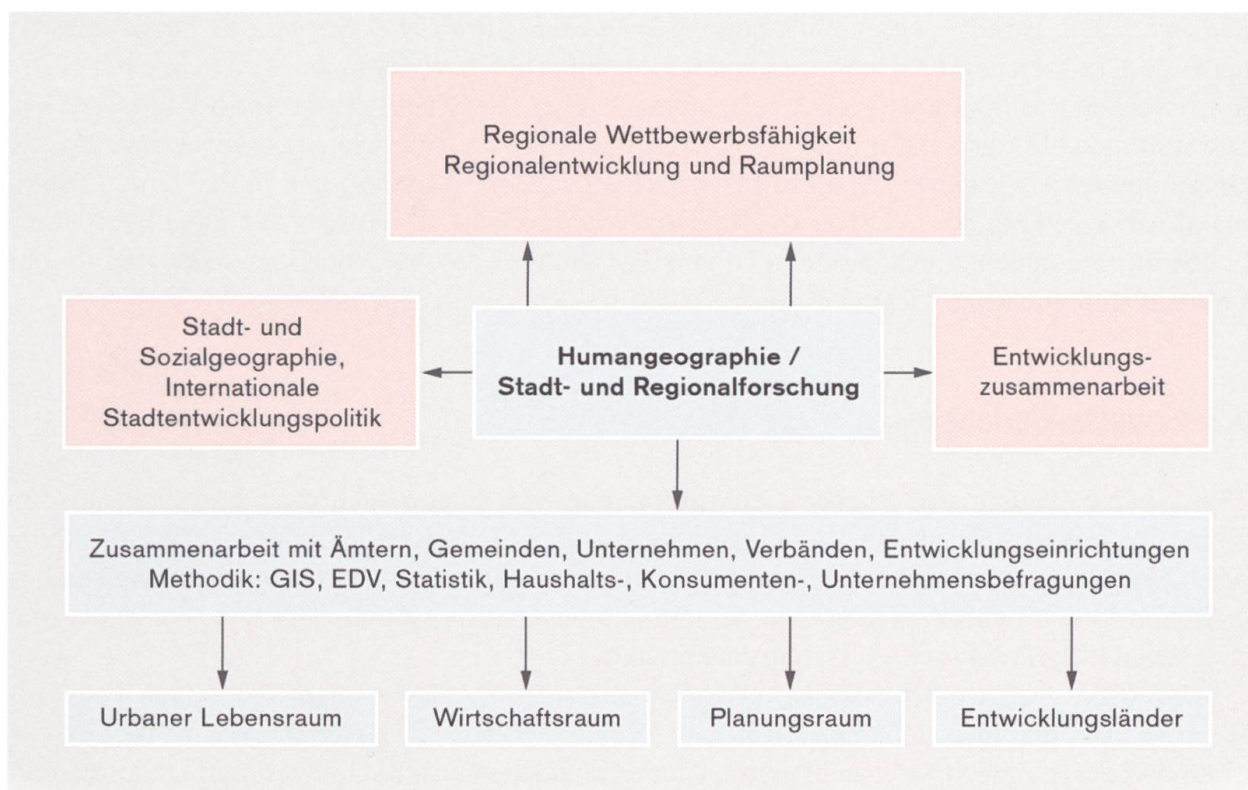 Regionale Wettbewerbsfähigkeit
Regionalentwicklung und Raumplanung
Stadt- und
Sozialgeographie,
Internationale
Stadtentwicklungspolitik
Humangeographie /
Stadt- und Regionalforschung
Entwicklungs-
zusammenarbeit
Zusammenarbeit mit Ämtern, Gemeinden, Unternehmen, Verbänden, Entwicklungseinrichtungen
Methodik: GIS, EDV, Statistik, Haushalts-, Konsumenten-, Unternehmensbefragungen
Urbaner Lebensraum
Wirtschaftsraum
Planungsraum
Entwicklungsländer